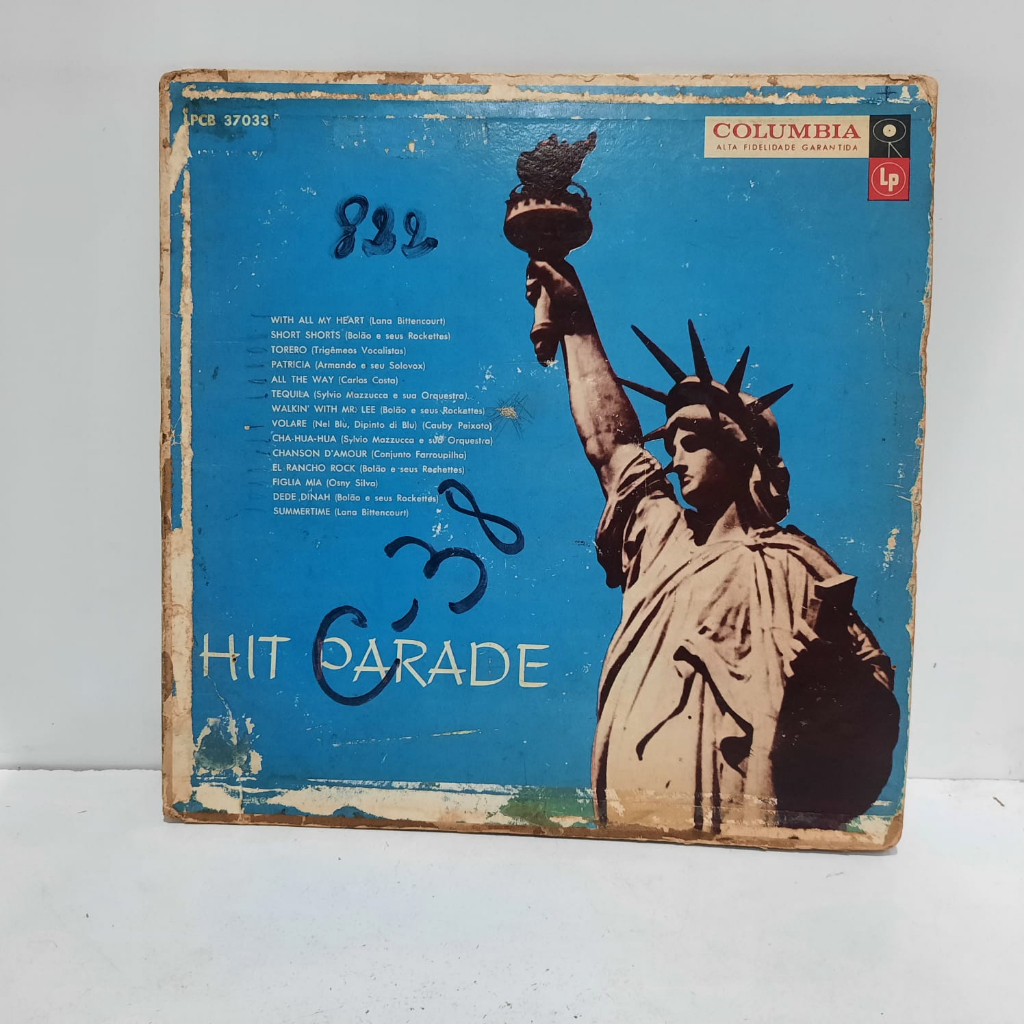 LPCB 37033
COLUMBIA
ALTA FIDELIDADE GARANTIDA
Lp
822
WITH ALL MY HEART (Lana Bittencourt)
SHORT SHORTS (Bolão e seus Rockettes)
TORERO (Trigêmeos Vocalistas)
PATRICIA (Armando e seu Solovox)
ALL THE WAY (Carlos Costa)
TEQUILA (Sylvio Mazzucca e sua Orquestra)
WALKIN' WITH MR. LEE (Bolão e seus Rockettes)
VOLARE (Nel Blu, Dipinto di Blu) (Cauby Peixoto)
CHA-HUA-HUA (Sylvio Mazzucca e sua Orquestra)
CHANSON D'AMOUR (Conjunto Farroupilha)
EL RANCHO ROCK (Bolão e seus Rockettes)
FIGLIA MIA (Osny Silva)
DEDE DINAH (Bolão e seus Rockettes)
SUMMERTIME (Lana Bittencourt)
C-38
HIT PARADE